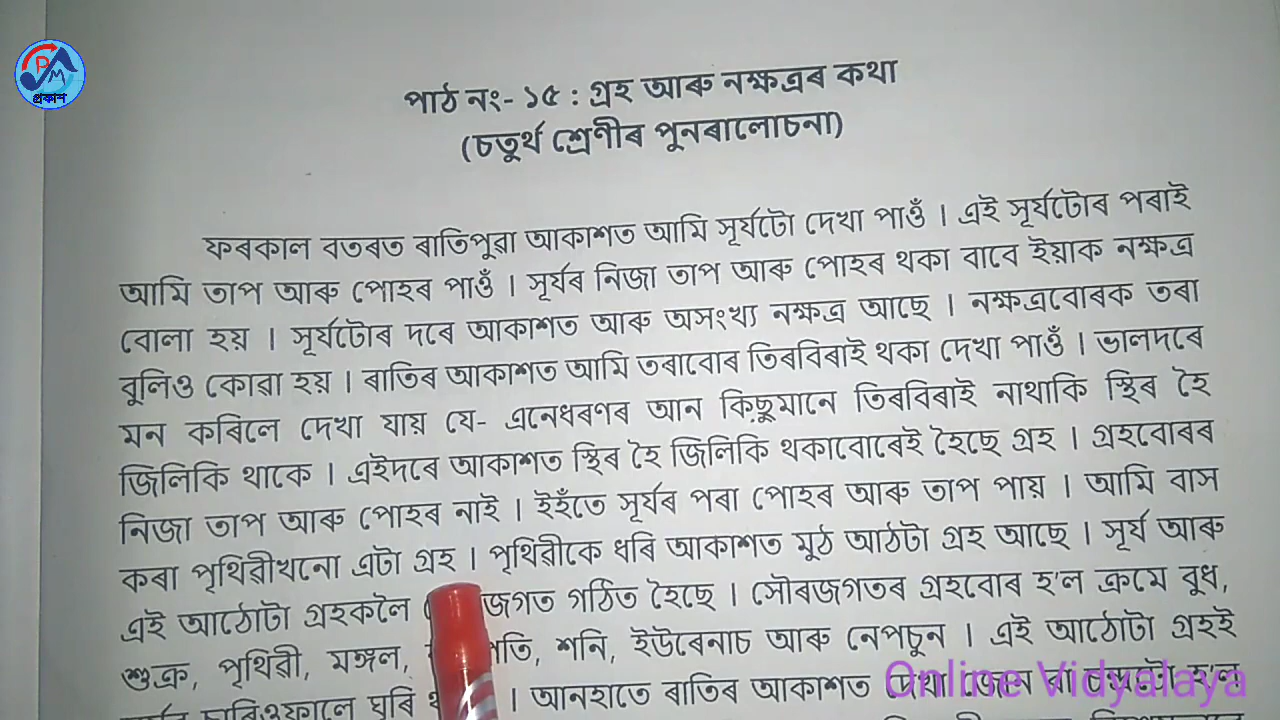 PM
প্ৰকাশ
পাঠ নং- ১৫ : গ্ৰহ আৰু নক্ষত্ৰৰ কথা
(চতুৰ্থ শ্ৰেণীৰ পুনৰালোচনা)
ফৰকাল বতৰত ৰাতিপুৱা আকাশত আমি সূৰ্যটো দেখা পাওঁ । এই সূৰ্যটোৰ পৰাই
আমি তাপ আৰু পোহৰ পাওঁ । সূৰ্যৰ নিজা তাপ আৰু পোহৰ থকা বাবে ইয়াক নক্ষত্ৰ
বোলা হয় । সূৰ্যটোৰ দৰে আকাশত আৰু অসংখ্য নক্ষত্ৰ আছে । নক্ষত্ৰবোৰক তৰা
বুলিও কোৱা হয় । ৰাতিৰ আকাশত আমি তৰাবোৰ তিৰবিৰাই থকা দেখা পাওঁ । ভালদৰে
মন কৰিলে দেখা যায় যে- এনেধৰণৰ আন কিছুমানে তিৰবিৰাই নাথাকি স্থিৰ হৈ
জিলিকি থাকে । এইদৰে আকাশত স্থিৰ হৈ জিলিকি থকাবোৰেই হৈছে গ্ৰহ । গ্ৰহবোৰৰ
নিজা তাপ আৰু পোহৰ নাই । ইহঁতে সূৰ্যৰ পৰা পোহৰ আৰু তাপ পায় । আমি বাস
কৰা পৃথিৱীখনো এটা গ্ৰহ । পৃথিৱীকে ধৰি আকাশত মুঠ আঠটা গ্ৰহ আছে । সূৰ্য আৰু
এই আঠোটা গ্ৰহকলৈ জগত গঠিত হৈছে । সৌৰজগতৰ গ্ৰহবোৰ হ'ল ক্ৰমে বুধ,
শুক্ৰ, পৃথিৱী, মঙ্গল, শনি, ইউৰেনাচ আৰু নেপচুন । এই আঠোটা গ্ৰহই
চাৰিওফালে ঘূৰি । আনহাতে ৰাতিৰ আকাশত হ'ল
Online Vidyalaya